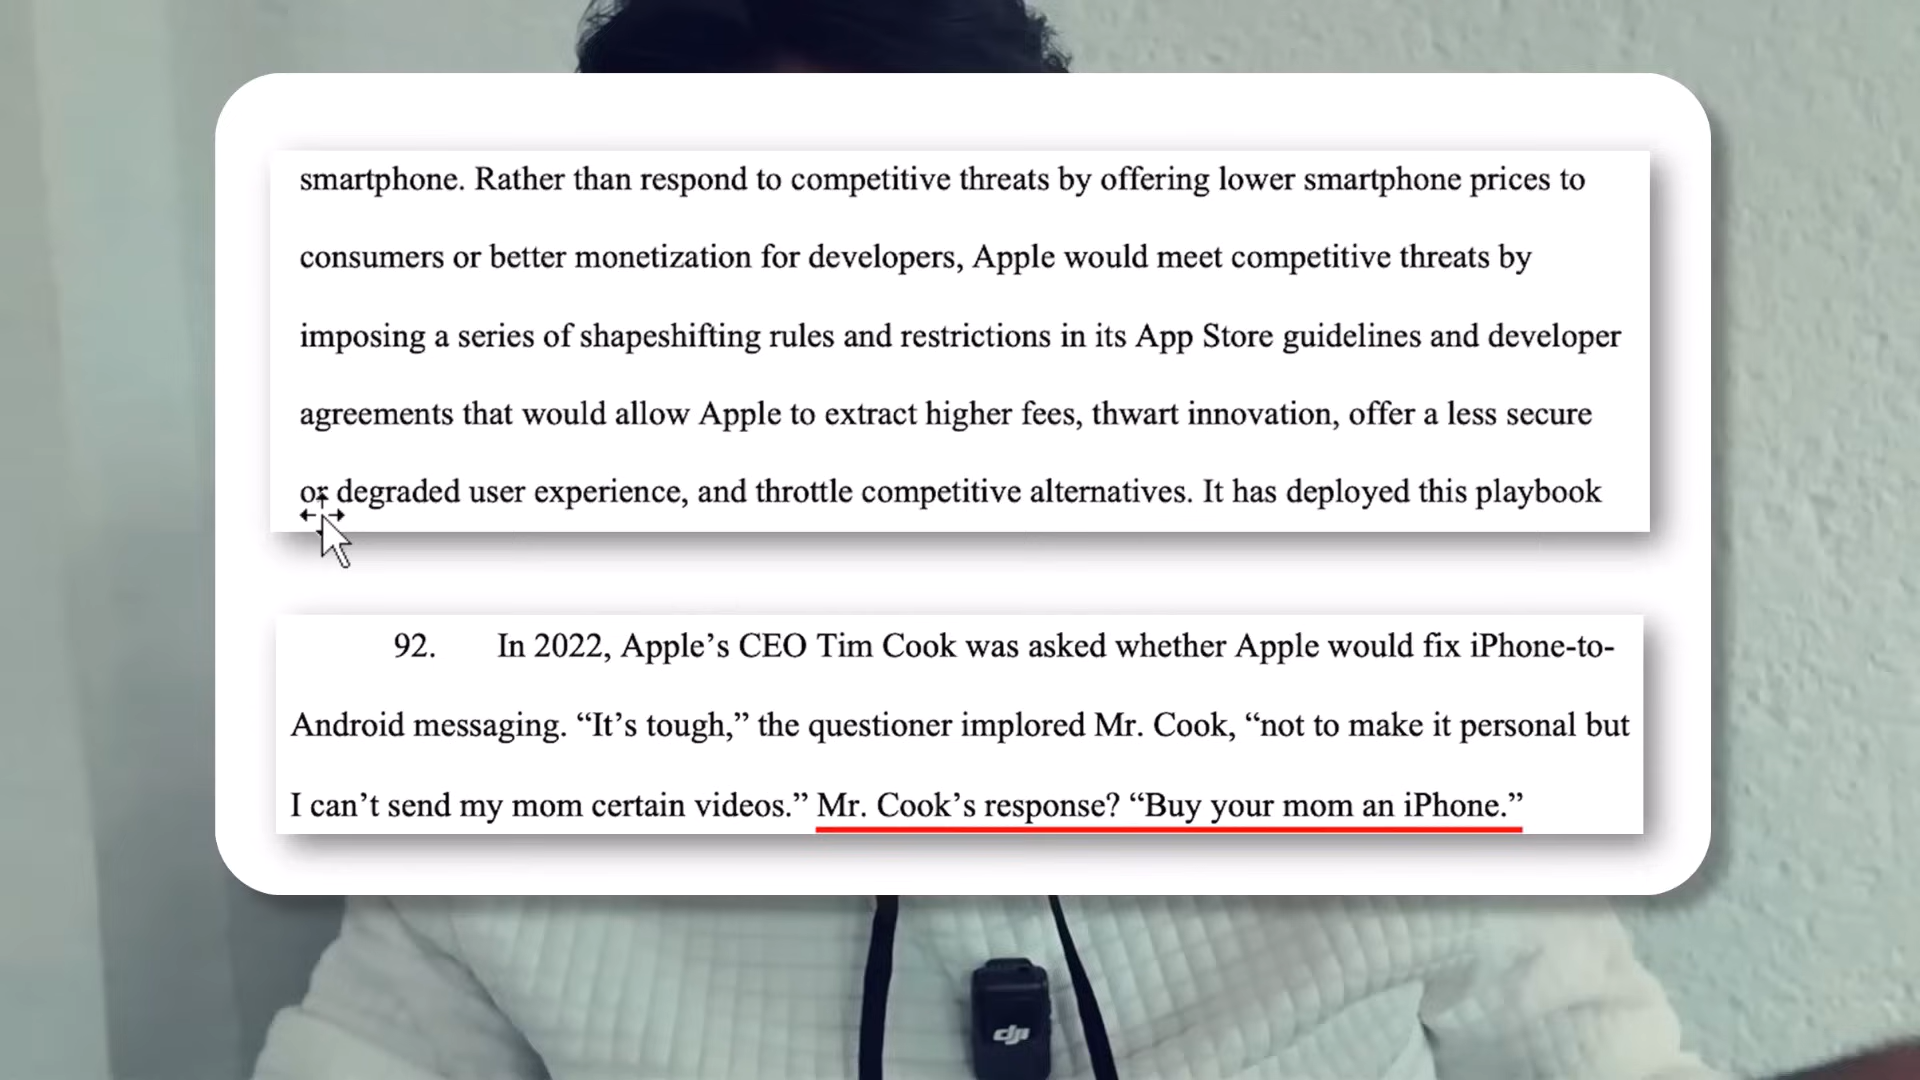 smartphone. Rather than respond to competitive threats by offering lower smartphone prices to
consumers or better monetization for developers, Apple would meet competitive threats by
imposing a series of shapeshifting rules and restrictions in its App Store guidelines and developer
agreements that would allow Apple to extract higher fees, thwart innovation, offer a less secure
or degraded user experience, and throttle competitive alternatives. It has deployed this playbook
92. In 2022, Apple’s CEO Tim Cook was asked whether Apple would fix iPhone-to-
Android messaging. “It’s tough,” the questioner implored Mr. Cook, “not to make it personal but
I can’t send my mom certain videos.” Mr. Cook’s response? “Buy your mom an iPhone.”
dji